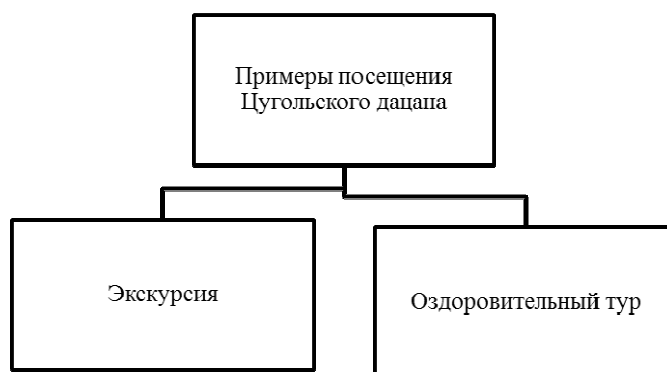 Примеры посещения
Цугольского дацана
Экскурсия
Оздоровительный тур